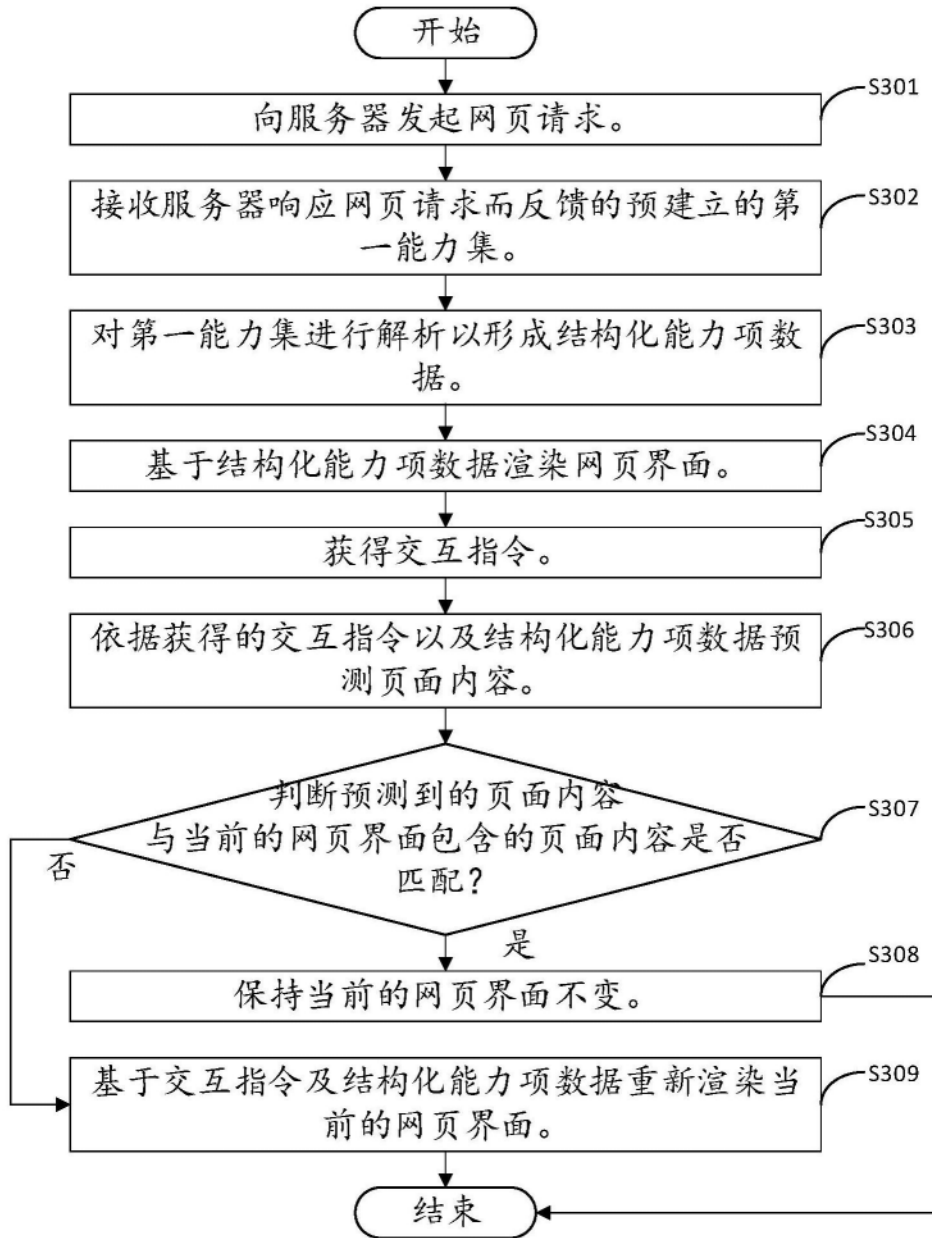 开始
向服务器发起网页请求。
S301
接收服务器响应网页请求而反馈的预建立的第
一能力集。
S302
对第一能力集进行解析以形成结构化能力项数
据。
S303
基于结构化能力项数据渲染网页界面。
S304
获得交互指令。
S305
依据获得的交互指令以及结构化能力项数据预
测页面内容。
S306
判断预测到的页面内容
与当前的网页界面包含的页面内容是否
匹配？
S307
否
是
保持当前的网页界面不变。
S308
基于交互指令及结构化能力项数据重新渲染当
前的网页界面。
S309
结束